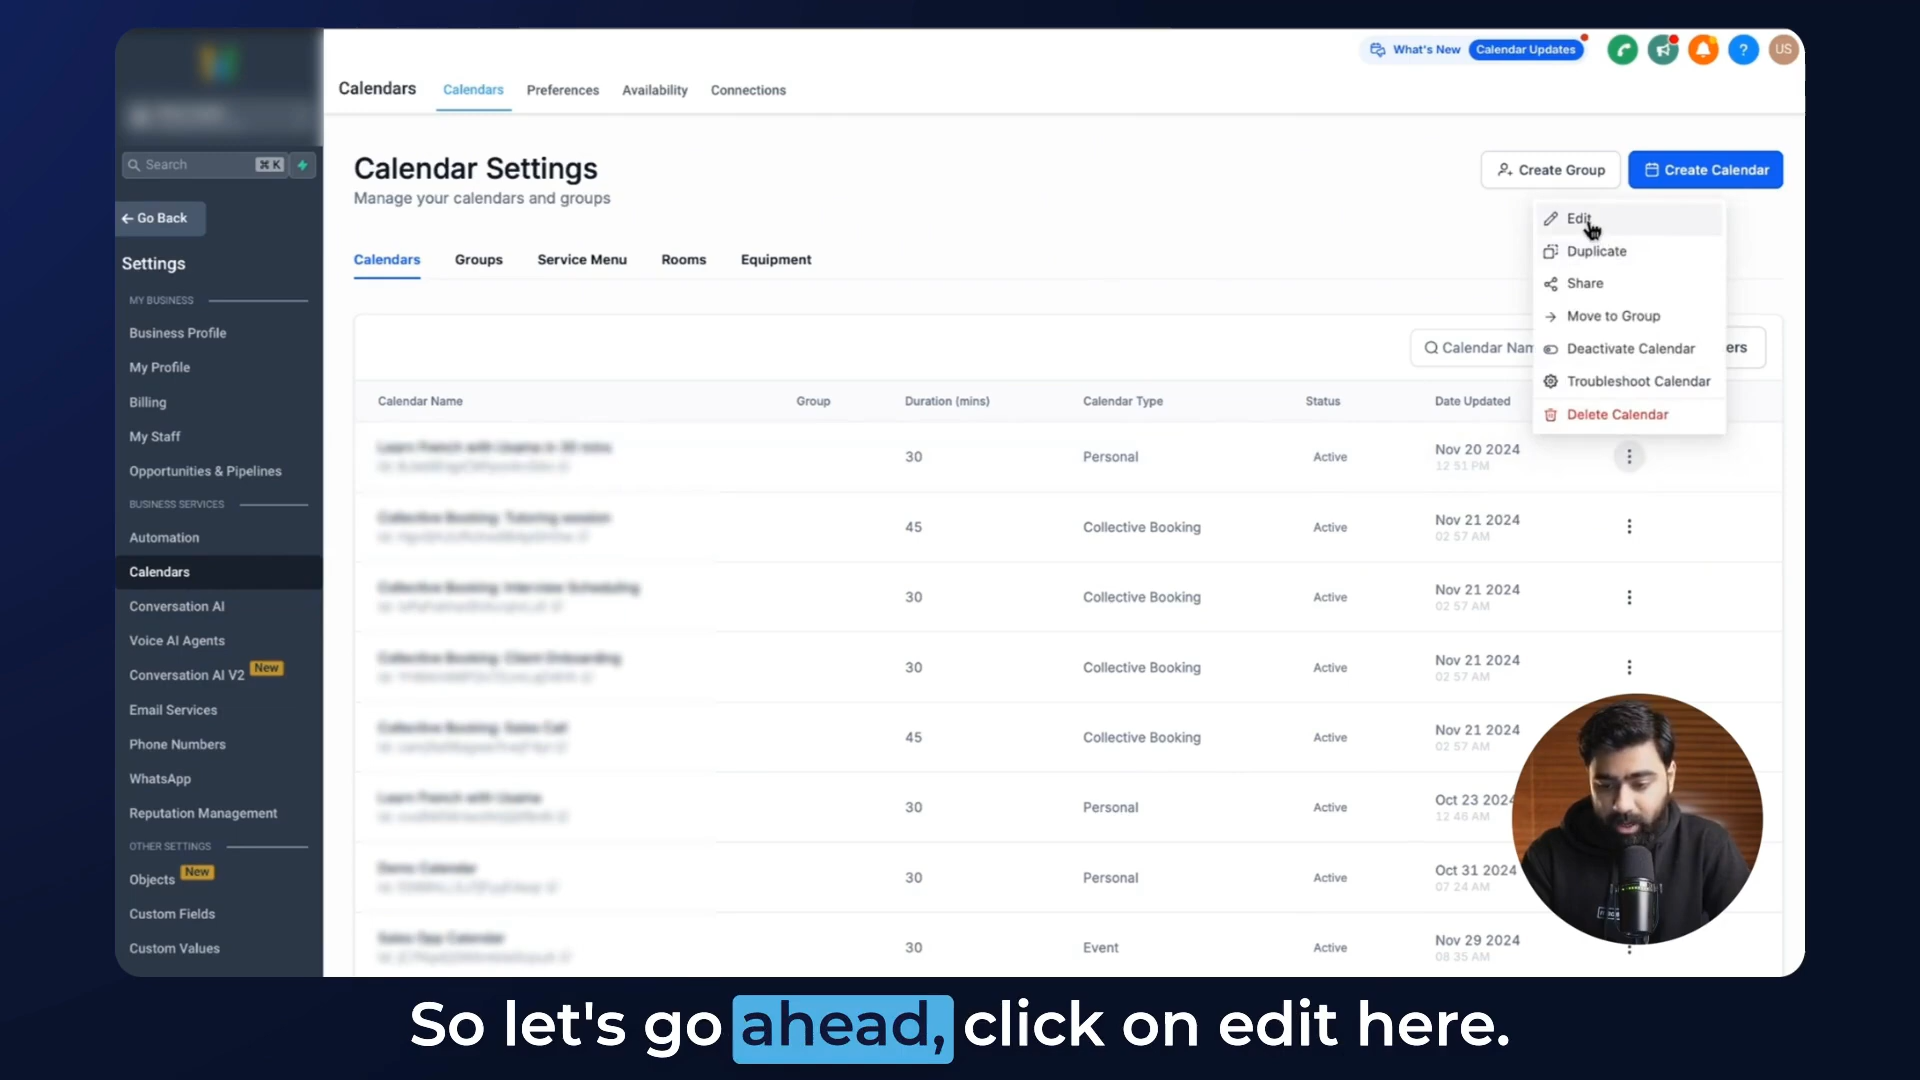 What's New
Calendar Updates
?
US
Calendars
Calendars
Preferences
Availability
Connections
Search
⌘ K
Calendar Settings
Manage your calendars and groups
Create Group
Create Calendar
← Go Back
Settings
MY BUSINESS
Business Profile
My Profile
Billing
My Staff
Opportunities & Pipelines
BUSINESS SERVICES
Automation
Calendars
Conversation AI
Voice AI Agents
Conversation AI V2 New
Email Services
Phone Numbers
WhatsApp
Reputation Management
OTHER SETTINGS
Objects New
Custom Fields
Custom Values
Calendars
Groups
Service Menu
Rooms
Equipment
Edit
Duplicate
Share
Move to Group
Deactivate Calendar
Troubleshoot Calendar
Delete Calendar
Calendar Nam
ers
Calendar Name
Group
Duration (mins)
Calendar Type
Status
Date Updated
30
Personal
Active
Nov 20 2024
12 51 PM
45
Collective Booking
Active
Nov 21 2024
02 57 AM
30
Collective Booking
Active
Nov 21 2024
02 57 AM
30
Collective Booking
Active
Nov 21 2024
02 57 AM
45
Collective Booking
Active
Nov 21 2024
02 57 AM
30
Personal
Active
Oct 23 2024
12 46 AM
30
Personal
Active
Oct 31 2024
07 24 AM
30
Event
Active
Nov 29 2024
08 35 AM
So let's go ahead, click on edit here.